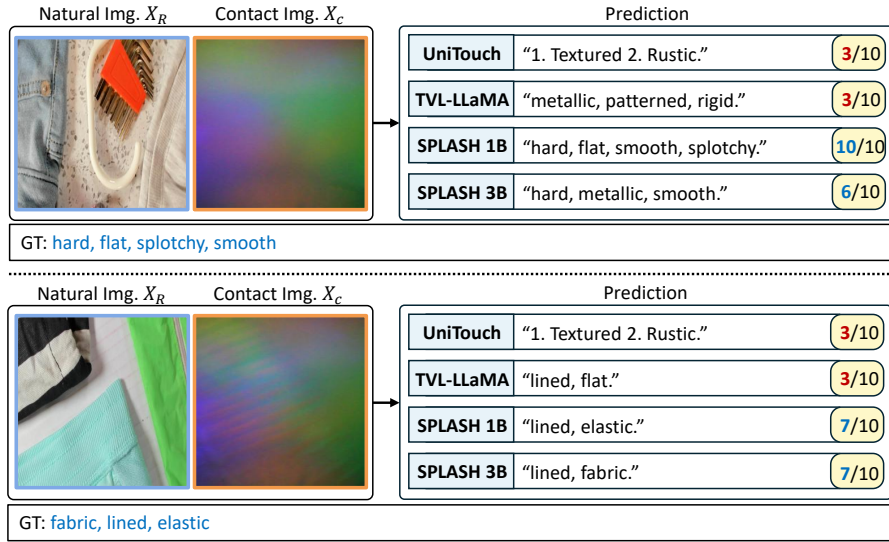 Natural Img. X_R Contact Img. X_c Prediction
UniTouch "1. Textured 2. Rustic." 3/10
TVL-LLaMA "metallic, patterned, rigid." 3/10
SPLASH 1B "hard, flat, smooth, splotchy." 10/10
SPLASH 3B "hard, metallic, smooth." 6/10
GT: hard, flat, splotchy, smooth
Natural Img. X_R Contact Img. X_c Prediction
UniTouch "1. Textured 2. Rustic." 3/10
TVL-LLaMA "lined, flat." 3/10
SPLASH 1B "lined, elastic." 7/10
SPLASH 3B "lined, fabric." 7/10
GT: fabric, lined, elastic